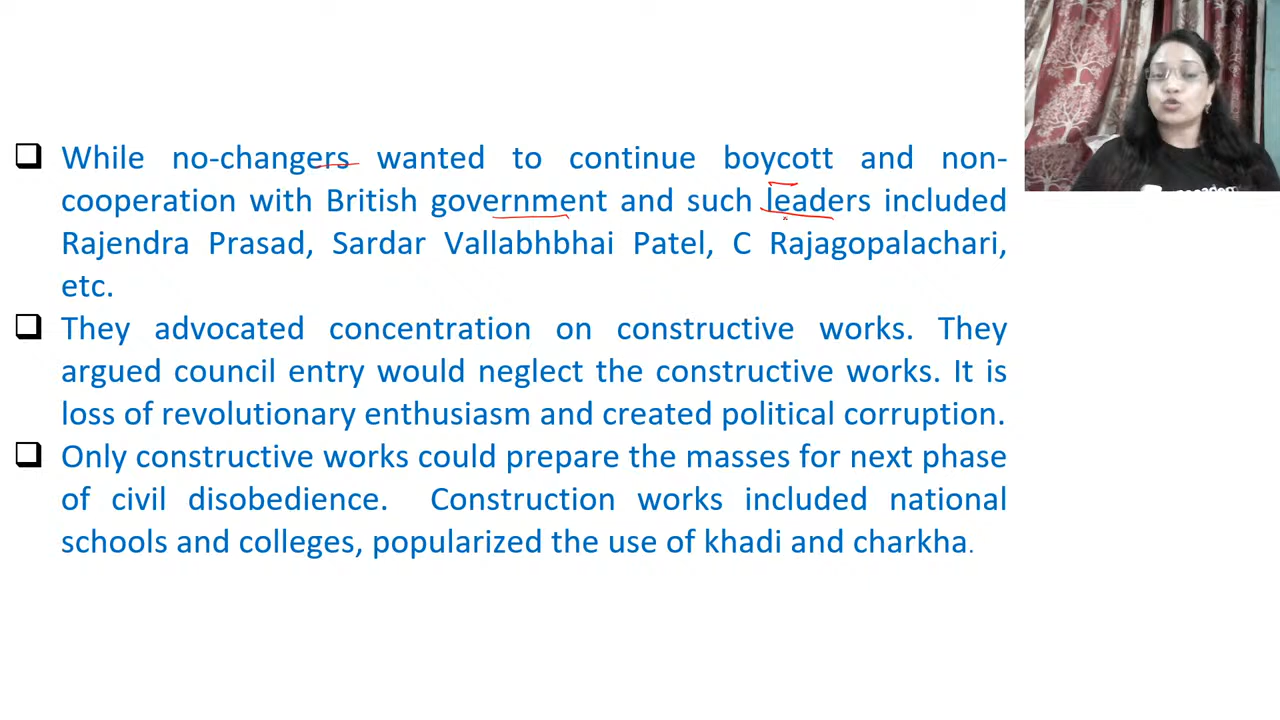 While no-changers wanted to continue boycott and non-
cooperation with British government and such leaders included
Rajendra Prasad, Sardar Vallabhbhai Patel, C Rajagopalachari,
etc.
They advocated concentration on constructive works. They
argued council entry would neglect the constructive works. It is
loss of revolutionary enthusiasm and created political corruption.
Only constructive works could prepare the masses for next phase
of civil disobedience. Construction works included national
schools and colleges, popularized the use of khadi and charkha.